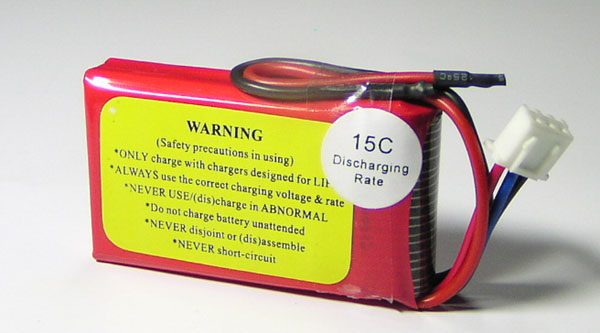 WARNING
(Safety precautions in using)
*ONLY charge with chargers designed for
*ALWAYS use the correct charging voltage & rate
*NEVER USE/(dis)charge in ABNORMAL
*Do not charge battery unattended
*NEVER disjoint or (dis)assemble
*NEVER short-circuit
15C
Discharging
Rate